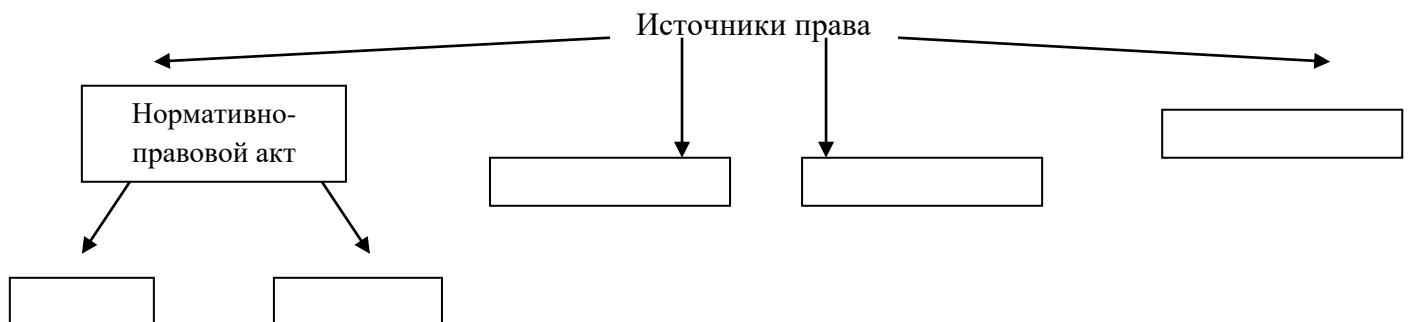 Источники права
Нормативно-
правовой акт